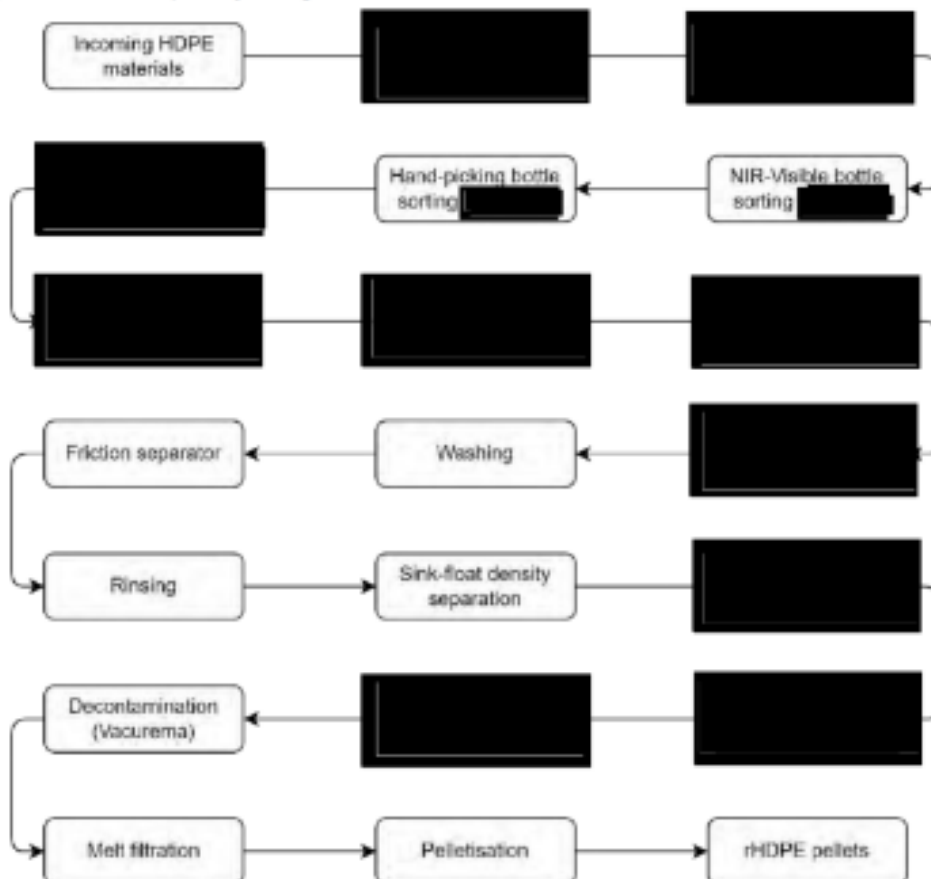 Incoming HDPE
materials
Hand-picking bottle
sorting
NIR-Visible bottle
sorting
Friction separator
Washing
Rinsing
Sink-float density
separation
Decontamination
(Vacurema)
Melt filtration
Pelletisation
rHDPE pellets